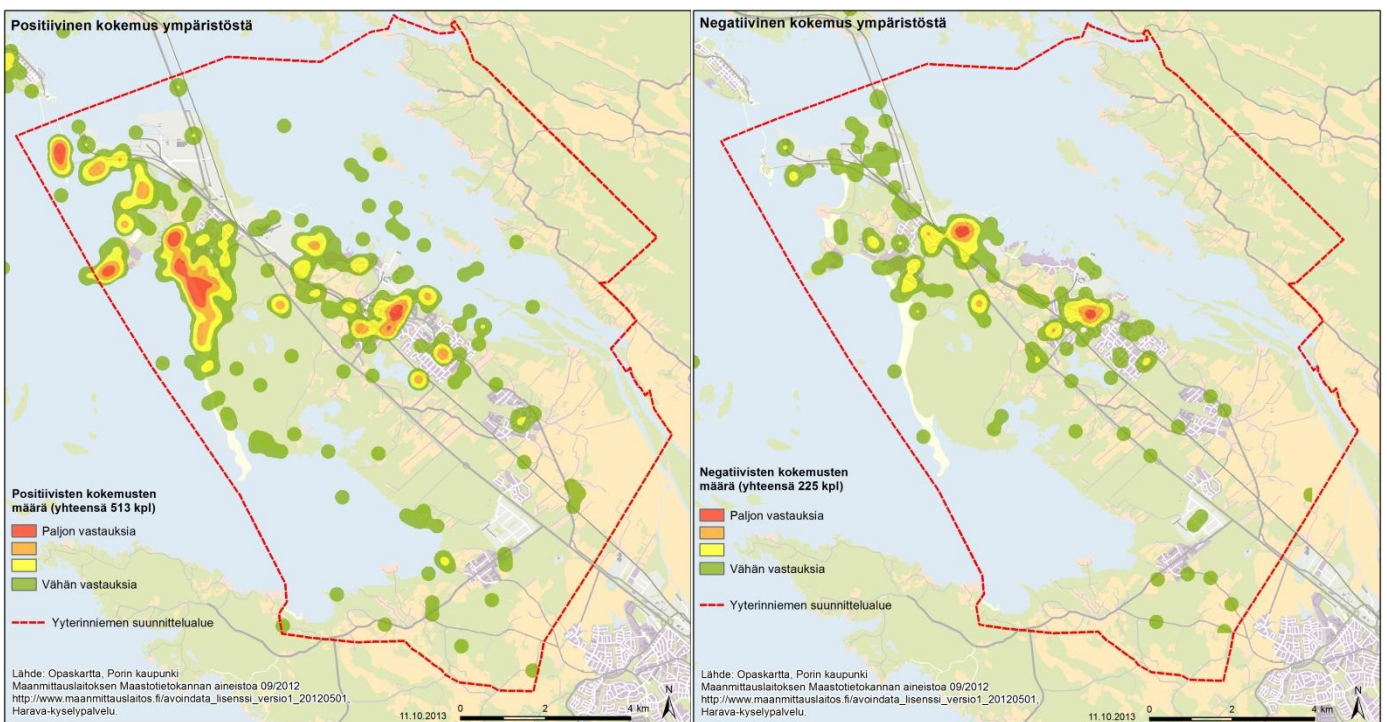 Positiivinen kokemus ympäristöstä
Positiivisten kokemusten
määrä (yhteensä 513 kpl)
Paljon vastauksia
Vähän vastauksia
Yyterinniemen suunnittelualue
Lähde: Opaskartta, Porin kaupunki
Maanmittauslaitoksen Maastotietokannan aineistoa 09/2012
http://www.maanmittauslaitos.fi/avoindata_lisenssi_versio1_20120501,
Harava-kyselypalvelu.
11.10.2013
0 2 4 km
N
Negatiivinen kokemus ympäristöstä
Negatiivisten kokemusten
määrä (yhteensä 225 kpl)
Paljon vastauksia
Vähän vastauksia
Yyterinniemen suunnittelualue
Lähde: Opaskartta, Porin kaupunki
Maanmittauslaitoksen Maastotietokannan aineistoa 09/2012
http://www.maanmittauslaitos.fi/avoindata_lisenssi_versio1_20120501,
Harava-kyselypalvelu.
11.10.2013
0 2 4 km
N